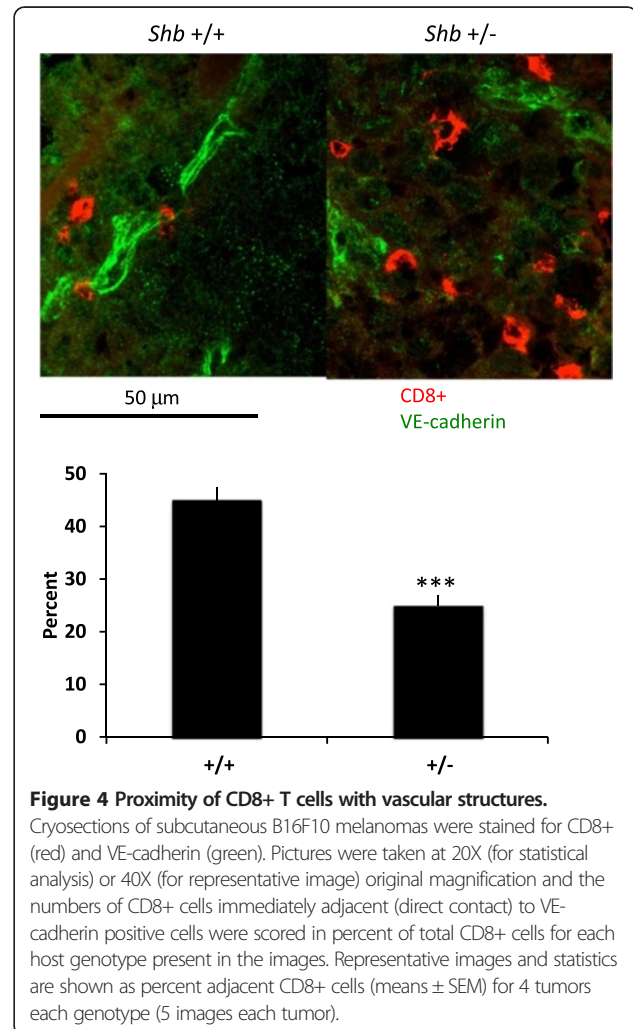 Shb +/+ Shb +/-
50 µm
CD8+
VE-cadherin
50
40
30
20
10
0
Percent
***
+/+ +/-
Figure 4 Proximity of CD8+ T cells with vascular structures.
Cryosections of subcutaneous B16F10 melanomas were stained for CD8+
(red) and VE-cadherin (green). Pictures were taken at 20X (for statistical
analysis) or 40X (for representative image) original magnification and the
numbers of CD8+ cells immediately adjacent (direct contact) to VE-
cadherin positive cells were scored in percent of total CD8+ cells for each
host genotype present in the images. Representative images and statistics
are shown as percent adjacent CD8+ cells (means ± SEM) for 4 tumors
each genotype (5 images each tumor).